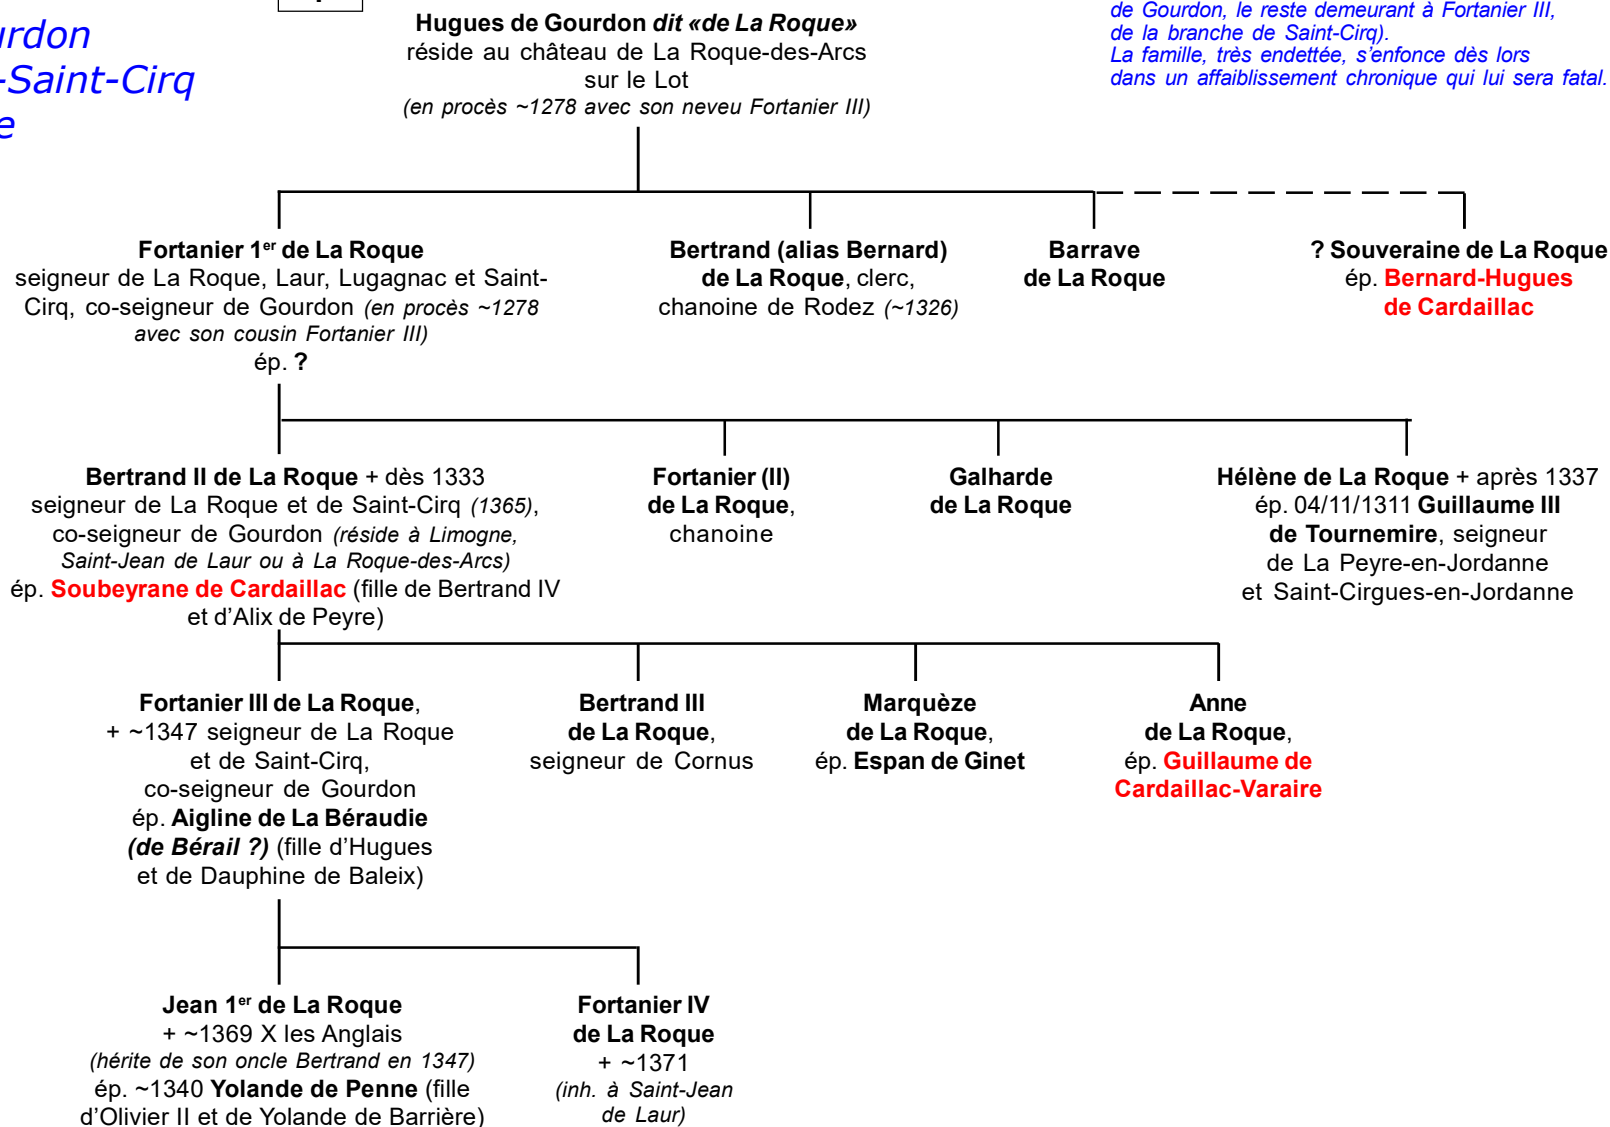 urdon
-Saint-Cirq
e
Hugues de Gourdon dit «de La Roque»
réside au château de La Roque-des-Arcs
sur le Lot
(en procès ~1278 avec son neveu Fortanier III)
de Gourdon, le reste demeurant à Fortanier III,
de la branche de Saint-Cirq).
La famille, très endettée, s'enfonce dès lors
dans un affaiblissement chronique qui lui sera fatal.
Fortanier 1er de La Roque
seigneur de La Roque, Laur, Lugagnac et Saint-
Cirq, co-seigneur de Gourdon (en procès ~1278
avec son cousin Fortanier III)
ép. ?
Bertrand (alias Bernard)
de La Roque, clerc,
chanoine de Rodez (~1326)
Barrave
de La Roque
? Souveraine de La Roque
ép. Bernard-Hugues
de Cardaillac
Bertrand II de La Roque + dès 1333
seigneur de La Roque et de Saint-Cirq (1365),
co-seigneur de Gourdon (réside à Limogne,
Saint-Jean de Laur ou à La Roque-des-Arcs)
ép. Soubeyrane de Cardaillac (fille de Bertrand IV
et d'Alix de Peyre)
Fortanier (II)
de La Roque,
chanoine
Galharde
de La Roque
Hélène de La Roque + après 1337
ép. 04/11/1311 Guillaume III
de Tournemire, seigneur
de La Peyre-en-Jordanne
et Saint-Cirgues-en-Jordanne
Fortanier III de La Roque,
+ ~1347 seigneur de La Roque
et de Saint-Cirq,
co-seigneur de Gourdon
ép. Aigline de La Béraudie
(de Bérail ?) (fille d'Hugues
et de Dauphine de Baleix)
Bertrand III
de La Roque,
seigneur de Cornus
Marquèze
de La Roque,
ép. Espan de Ginet
Anne
de La Roque,
ép. Guillaume de
Cardaillac-Varaire
Jean 1er de La Roque
+ ~1369 X les Anglais
(hérite de son oncle Bertrand en 1347)
ép. ~1340 Yolande de Penne (fille
d'Olivier II et de Yolande de Barrière)
Fortanier IV
de La Roque
+ ~1371
(inh. à Saint-Jean
de Laur)